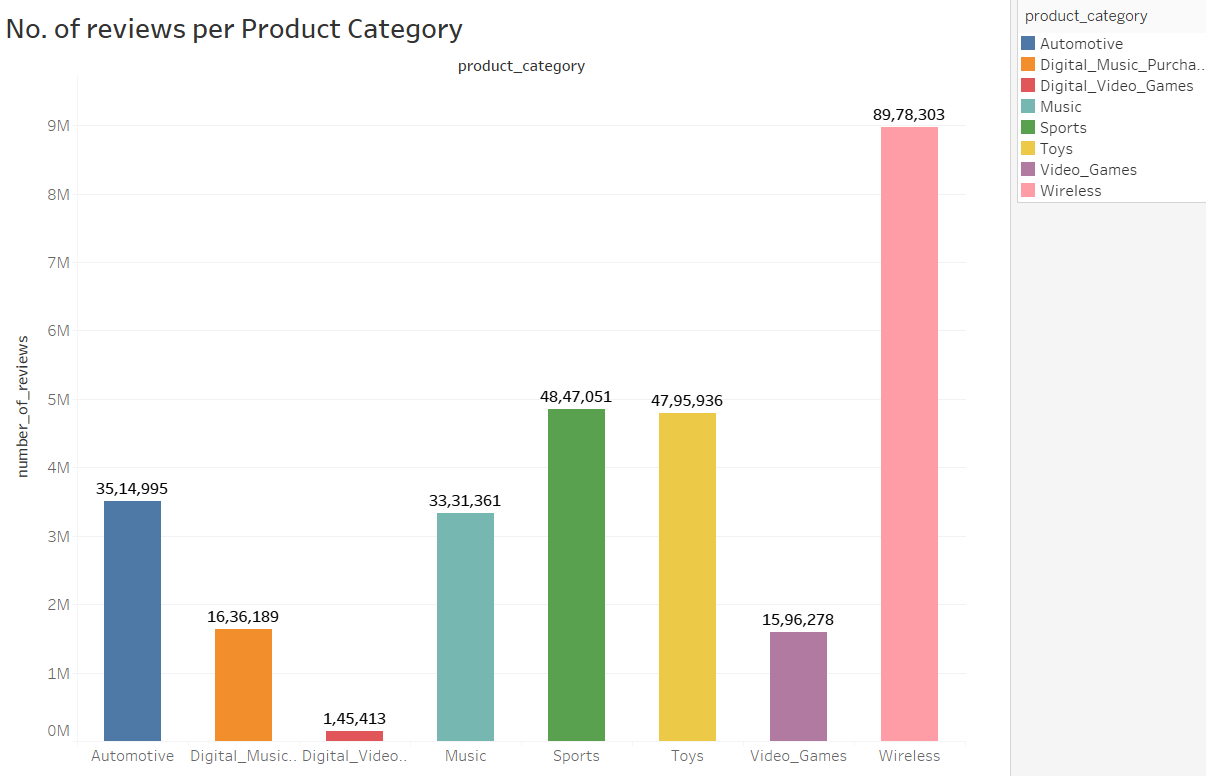 No. of reviews per Product Category
product_category
9M
8M
7M
6M
5M
4M
3M
2M
1M
0M
number_of_reviews
35,14,995
16,36,189
1,45,413
33,31,361
48,47,051
47,95,936
15,96,278
89,78,303
Automotive
Digital_Music..
Digital_Video..
Music
Sports
Toys
Video_Games
Wireless
product_category
Automotive
Digital_Music_Purcha..
Digital_Video_Games
Music
Sports
Toys
Video_Games
Wireless